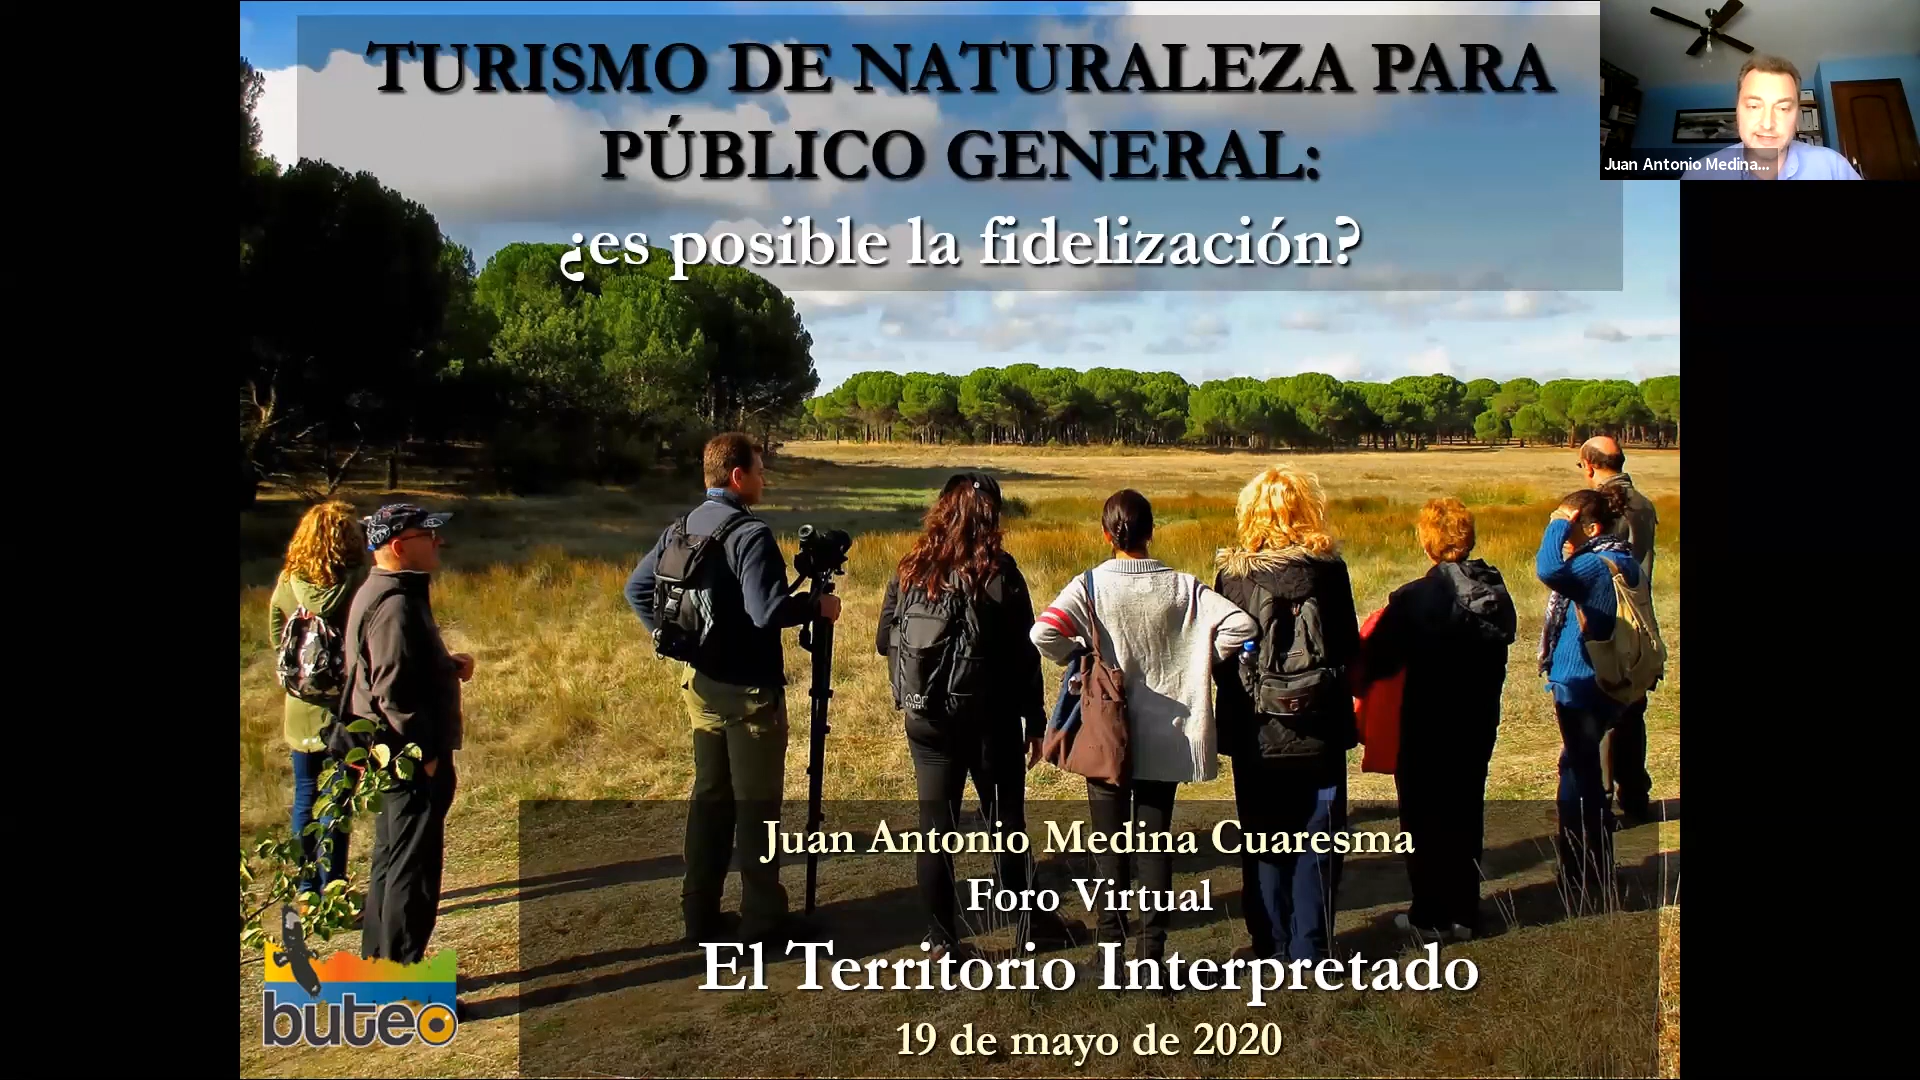 TURISMO DE NATURALEZA PARA
PÚBLICO GENERAL:
¿es posible la fidelización?
Juan Antonio Medina...
Juan Antonio Medina Cuaresma
Foro Virtual
El Territorio Interpretado
19 de mayo de 2020
buteo